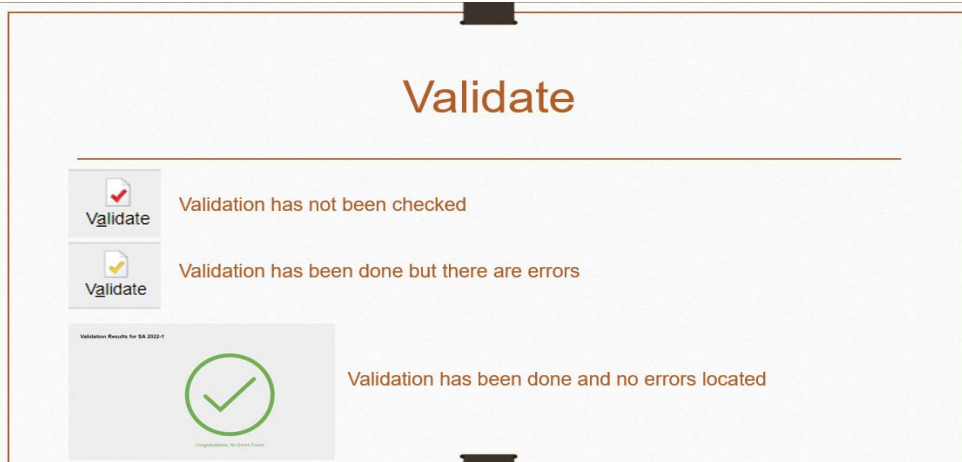 Validate
Validate
Validation has not been checked
Validate
Validation has been done but there are errors
Validation Results for SA 2022-1
Validation has been done and no errors located
Congratulations: No Errors Found